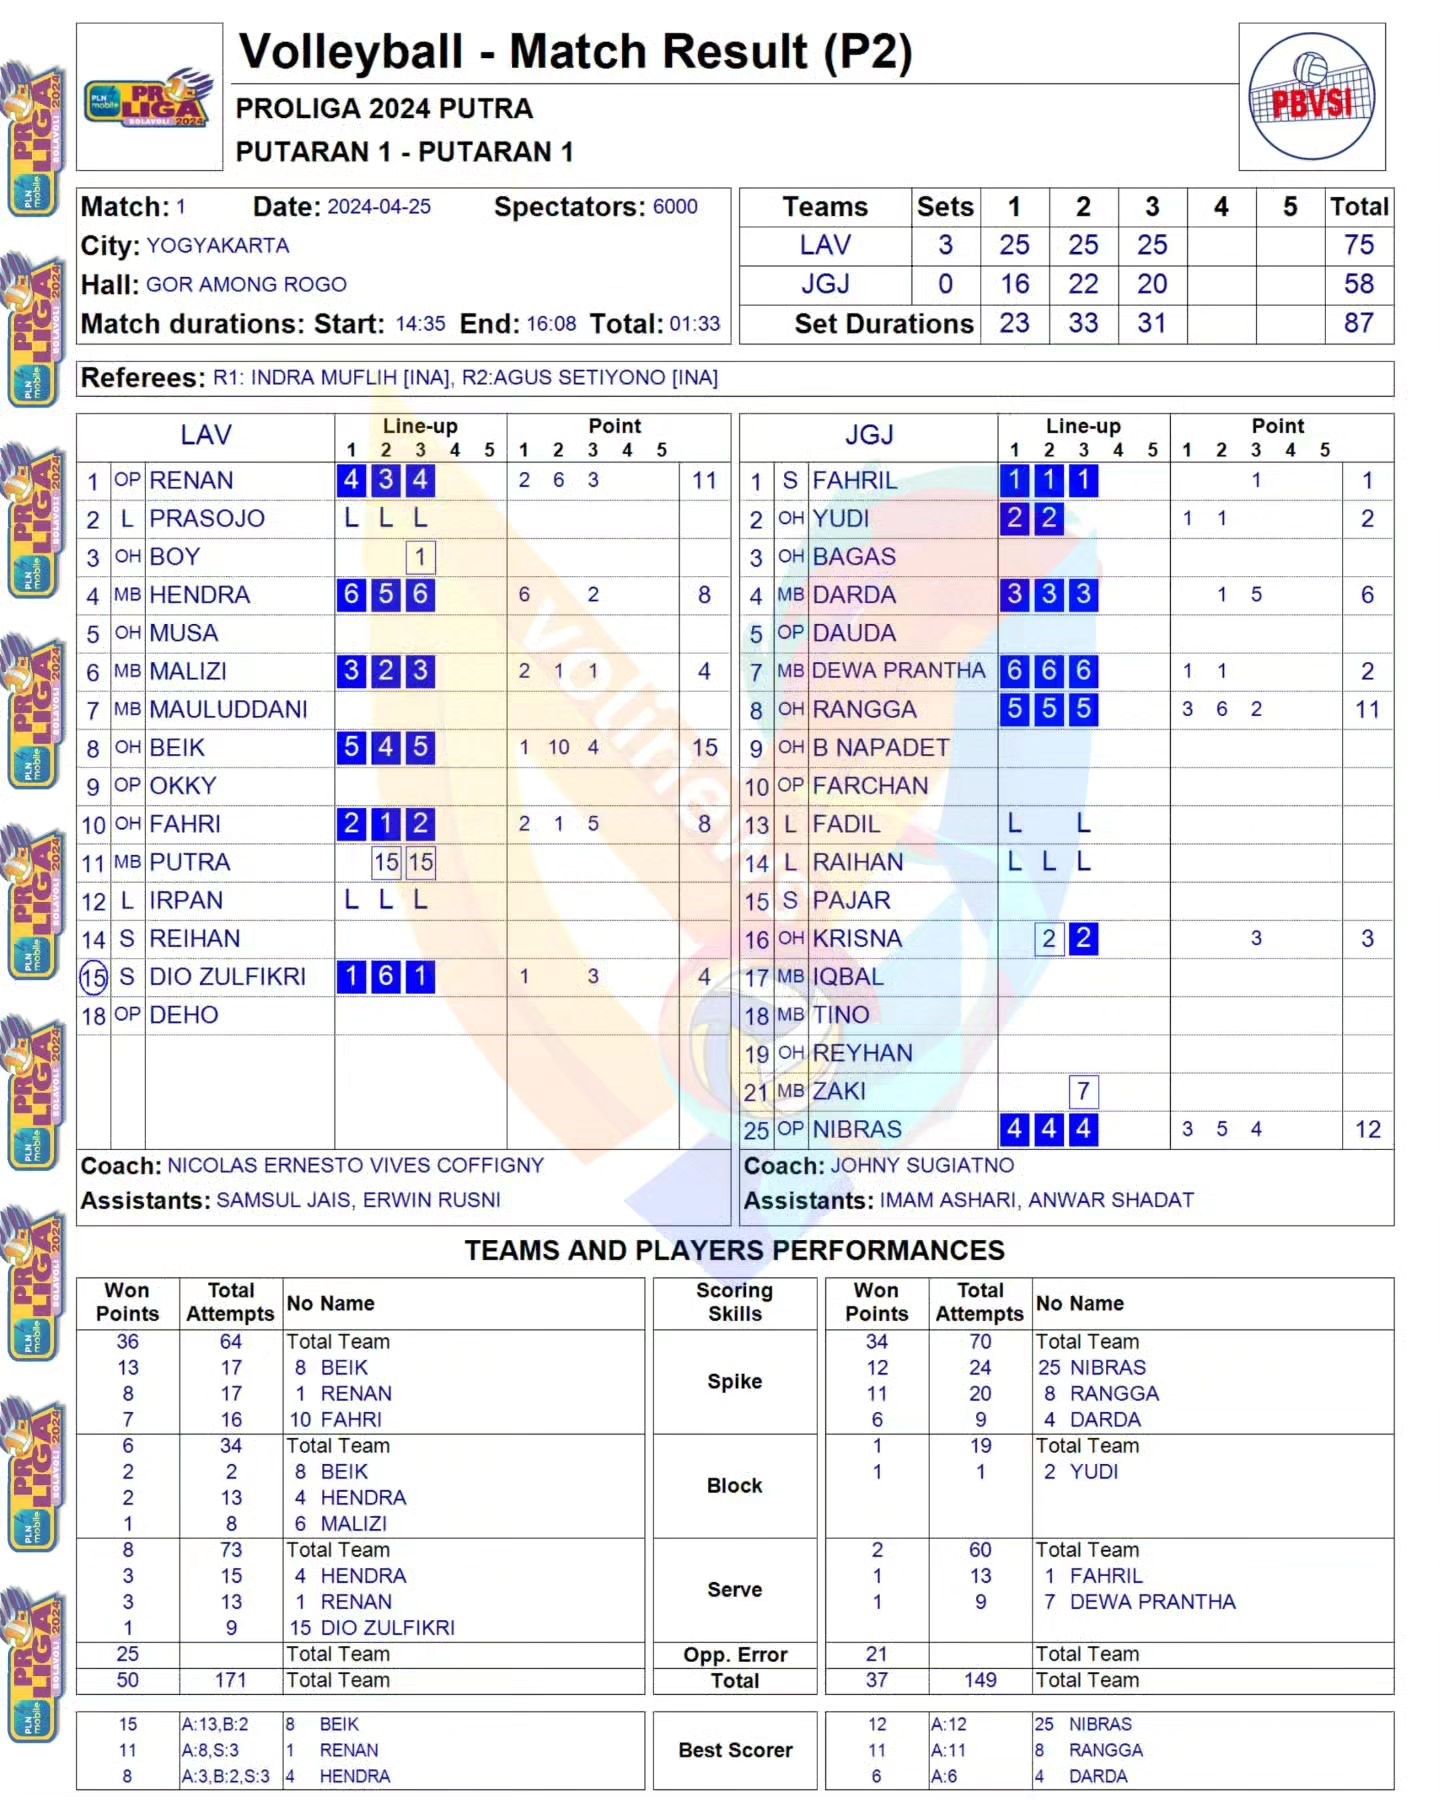 Volleyball - Match Result (P2)
PROLIGA 2024 PUTRA
PUTARAN 1 - PUTARAN 1
PLN mobile PROLIGA BOLAVOLI 2024
PBVSI
Match: 1 Date: 2024-04-25 Spectators: 6000
City: YOGYAKARTA
Hall: GOR AMONG ROGO
Match durations: Start: 14:35 End: 16:08 Total: 01:33
Teams Sets 1 2 3 4 5 Total
LAV 3 25 25 25 75
JGJ 0 16 22 20 58
Set Durations 23 33 31 87
Referees: R1: INDRA MUFLIH [INA], R2:AGUS SETIYONO [INA]
LAV Line-up Point
1 2 3 4 5 1 2 3 4 5
1 OP RENAN 4 3 4 2 6 3 11
2 L PRASOJO L L L
3 OH BOY 1
4 MB HENDRA 6 5 6 6 2 8
5 OH MUSA
6 MB MALIZI 3 2 3 2 1 1 4
7 MB MAULUDDANI
8 OH BEIK 5 4 5 1 10 4 15
9 OP OKKY
10 OH FAHRI 2 1 2 2 1 5 8
11 MB PUTRA 15 15
12 L IRPAN L L L
14 S REIHAN
15 S DIO ZULFIKRI 1 6 1 1 3 4
18 OP DEHO
Coach: NICOLAS ERNESTO VIVES COFFIGNY
Assistants: SAMSUL JAIS, ERWIN RUSNI
JGJ Line-up Point
1 2 3 4 5 1 2 3 4 5
1 S FAHRIL 1 1 1 1 1
2 OH YUDI 2 2 1 1 2
3 OH BAGAS
4 MB DARDA 3 3 3 1 5 6
5 OP DAUDA
7 MB DEWA PRANTHA 6 6 6 1 1 2
8 OH RANGGA 5 5 5 3 6 2 11
9 OH B NAPADET
10 OP FARCHAN
13 L FADIL L L
14 L RAIHAN L L L
15 S PAJAR
16 OH KRISNA 2 2 3 3
17 MB IQBAL
18 MB TINO
19 OH REYHAN
21 MB ZAKI 7
25 OP NIBRAS 4 4 4 3 5 4 12
Coach: JOHNY SUGIATNO
Assistants: IMAM ASHARI, ANWAR SHADAT
volinews
TEAMS AND PLAYERS PERFORMANCES
Won Points Total Attempts No Name Scoring Skills Won Points Total Attempts No Name
36 64 Total Team Spike 34 70 Total Team
13 17 8 BEIK 12 24 25 NIBRAS
8 17 1 RENAN 11 20 8 RANGGA
7 16 10 FAHRI 6 9 4 DARDA
6 34 Total Team Block 1 19 Total Team
2 2 8 BEIK 1 1 2 YUDI
2 13 4 HENDRA
1 8 6 MALIZI
8 73 Total Team Serve 2 60 Total Team
3 15 4 HENDRA 1 13 1 FAHRIL
3 13 1 RENAN 1 9 7 DEWA PRANTHA
1 9 15 DIO ZULFIKRI
25 Total Team Opp. Error 21 Total Team
50 171 Total Team Total 37 149 Total Team
15 A:13,B:2 8 BEIK Best Scorer 12 A:12 25 NIBRAS
11 A:8,S:3 1 RENAN 11 A:11 8 RANGGA
8 A:3,B:2,S:3 4 HENDRA 6 A:6 4 DARDA